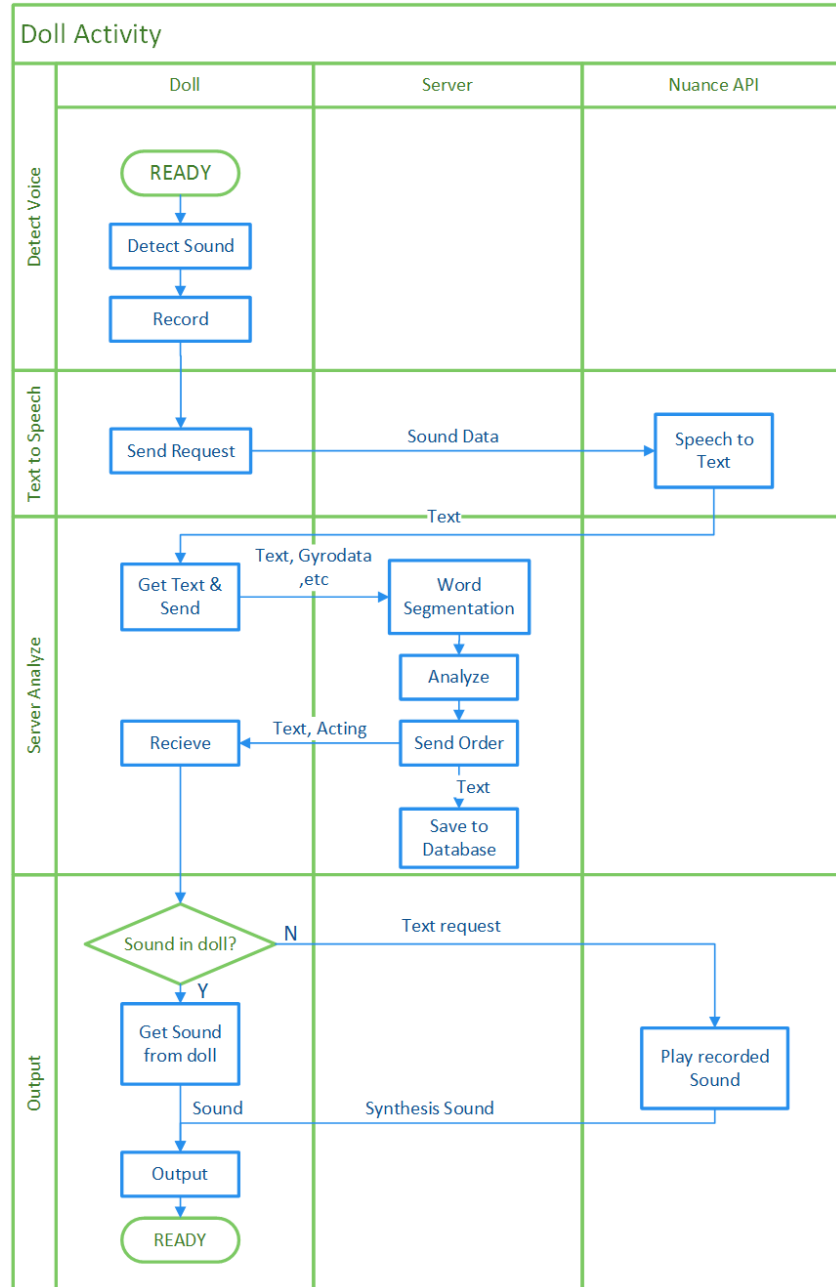 Doll Activity
Doll
Server
Nuance API
Detect Voice
READY
Detect Sound
Record
Text to Speech
Send Request
Sound Data
Speech to
Text
Server Analyze
Text
Get Text &
Send
Text, Gyrodata
,etc
Word
Segmentation
Analyze
Recieve
Text, Acting
Send Order
Text
Save to
Database
Output
Sound in doll?
N
Text request
Y
Get Sound
from doll
Play recorded
Sound
Sound
Synthesis Sound
Output
READY